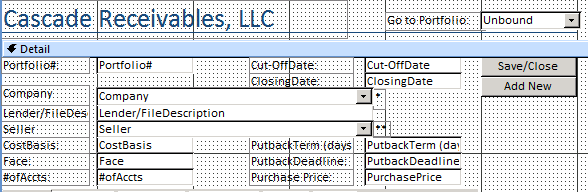 Cascade Receivables, LLC Go to Portfolio: Unbound
Detail
Portfolio#: Portfolio# Cut-OffDate: Cut-OffDate Save/Close
ClosingDate: ClosingDate Add New
Company: Company *
Lender/FileDes Lender/FileDescription
Seller Seller **
CostBasis: CostBasis PutbackTerm (days PutbackTerm (day
Face: Face PutbackDeadline: PutbackDeadline
#ofAccts: #ofAccts Purchase Price: PurchasePrice